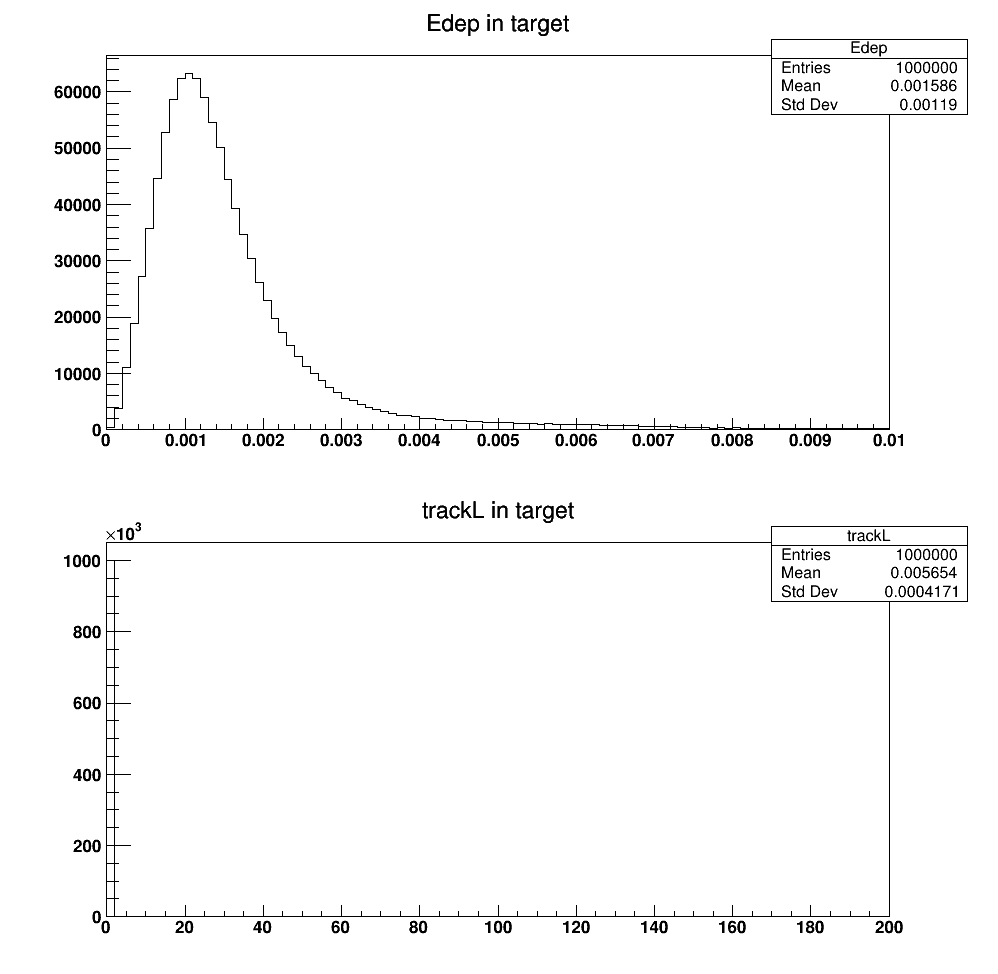 Edep in target
Edep
Entries 1000000
Mean 0.001586
Std Dev 0.00119
60000
50000
40000
30000
20000
10000
0
0 0.001 0.002 0.003 0.004 0.005 0.006 0.007 0.008 0.009 0.01
trackL in target
×10³
trackL
Entries 1000000
Mean 0.005654
Std Dev 0.0004171
1000
800
600
400
200
0
0 20 40 60 80 100 120 140 160 180 200